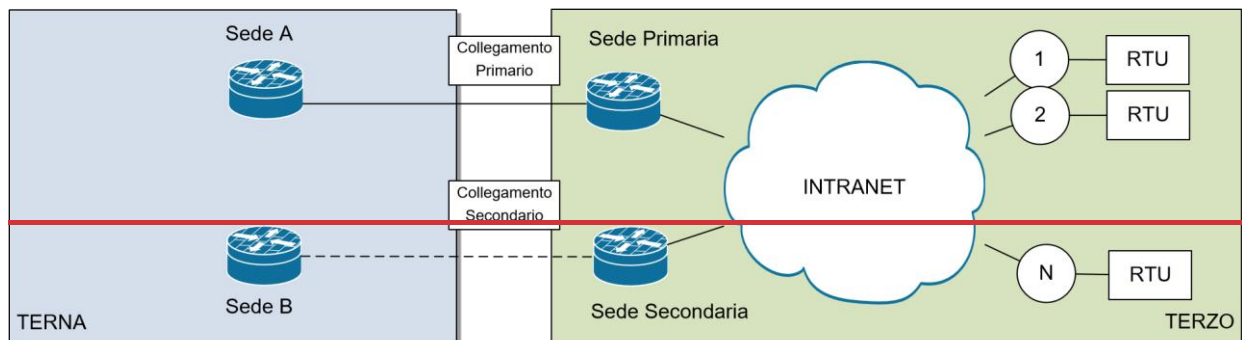 Sede A
Collegamento
Primario
Sede Primaria
1
RTU
2
RTU
INTRANET
Collegamento
Secondario
N
RTU
Sede B
Sede Secondaria
TERNA
TERZO